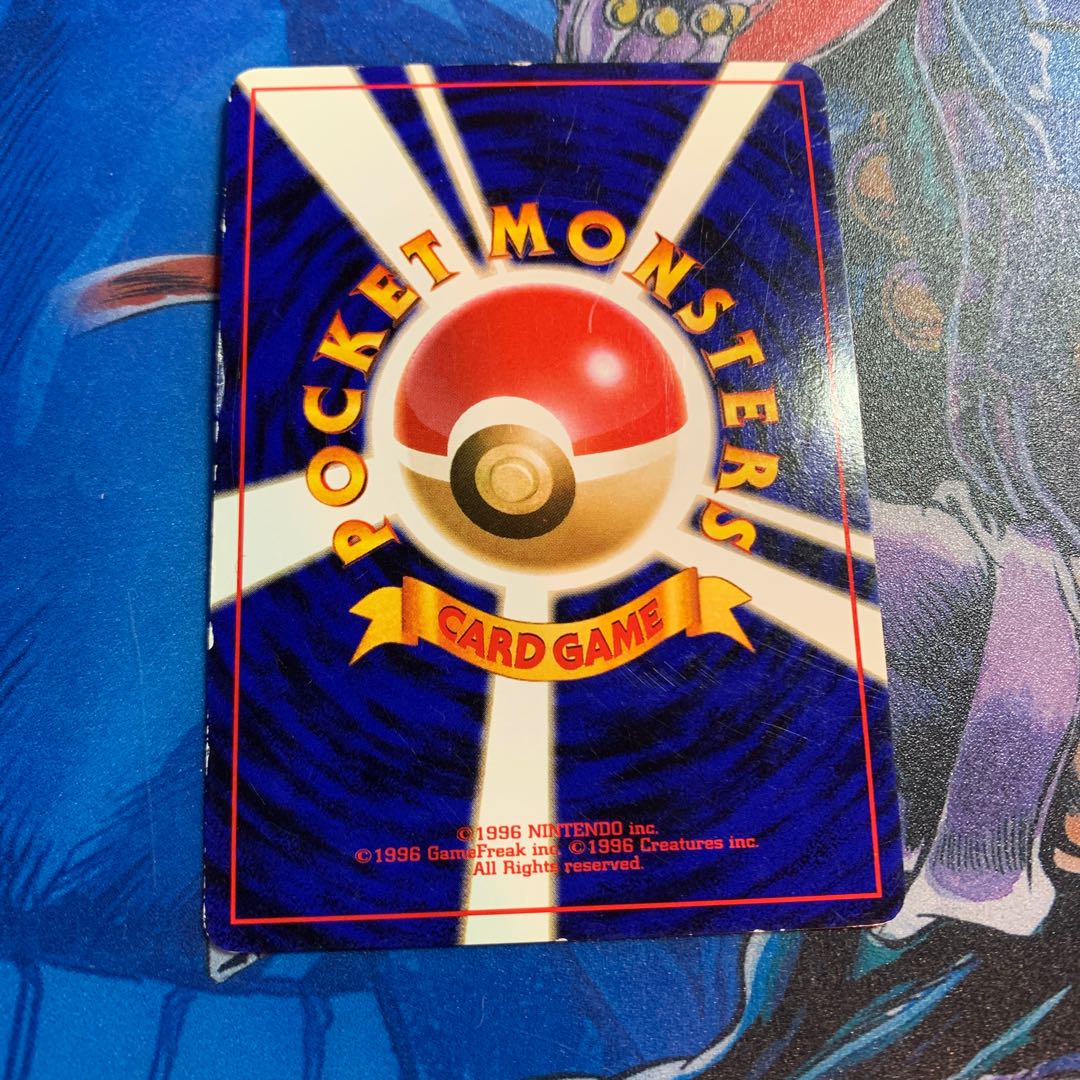 POCKET MONSTERS
CARD GAME
©1996 NINTENDO inc.
©1996 GameFreak inc. ©1996 Creatures inc.
All Rights reserved.